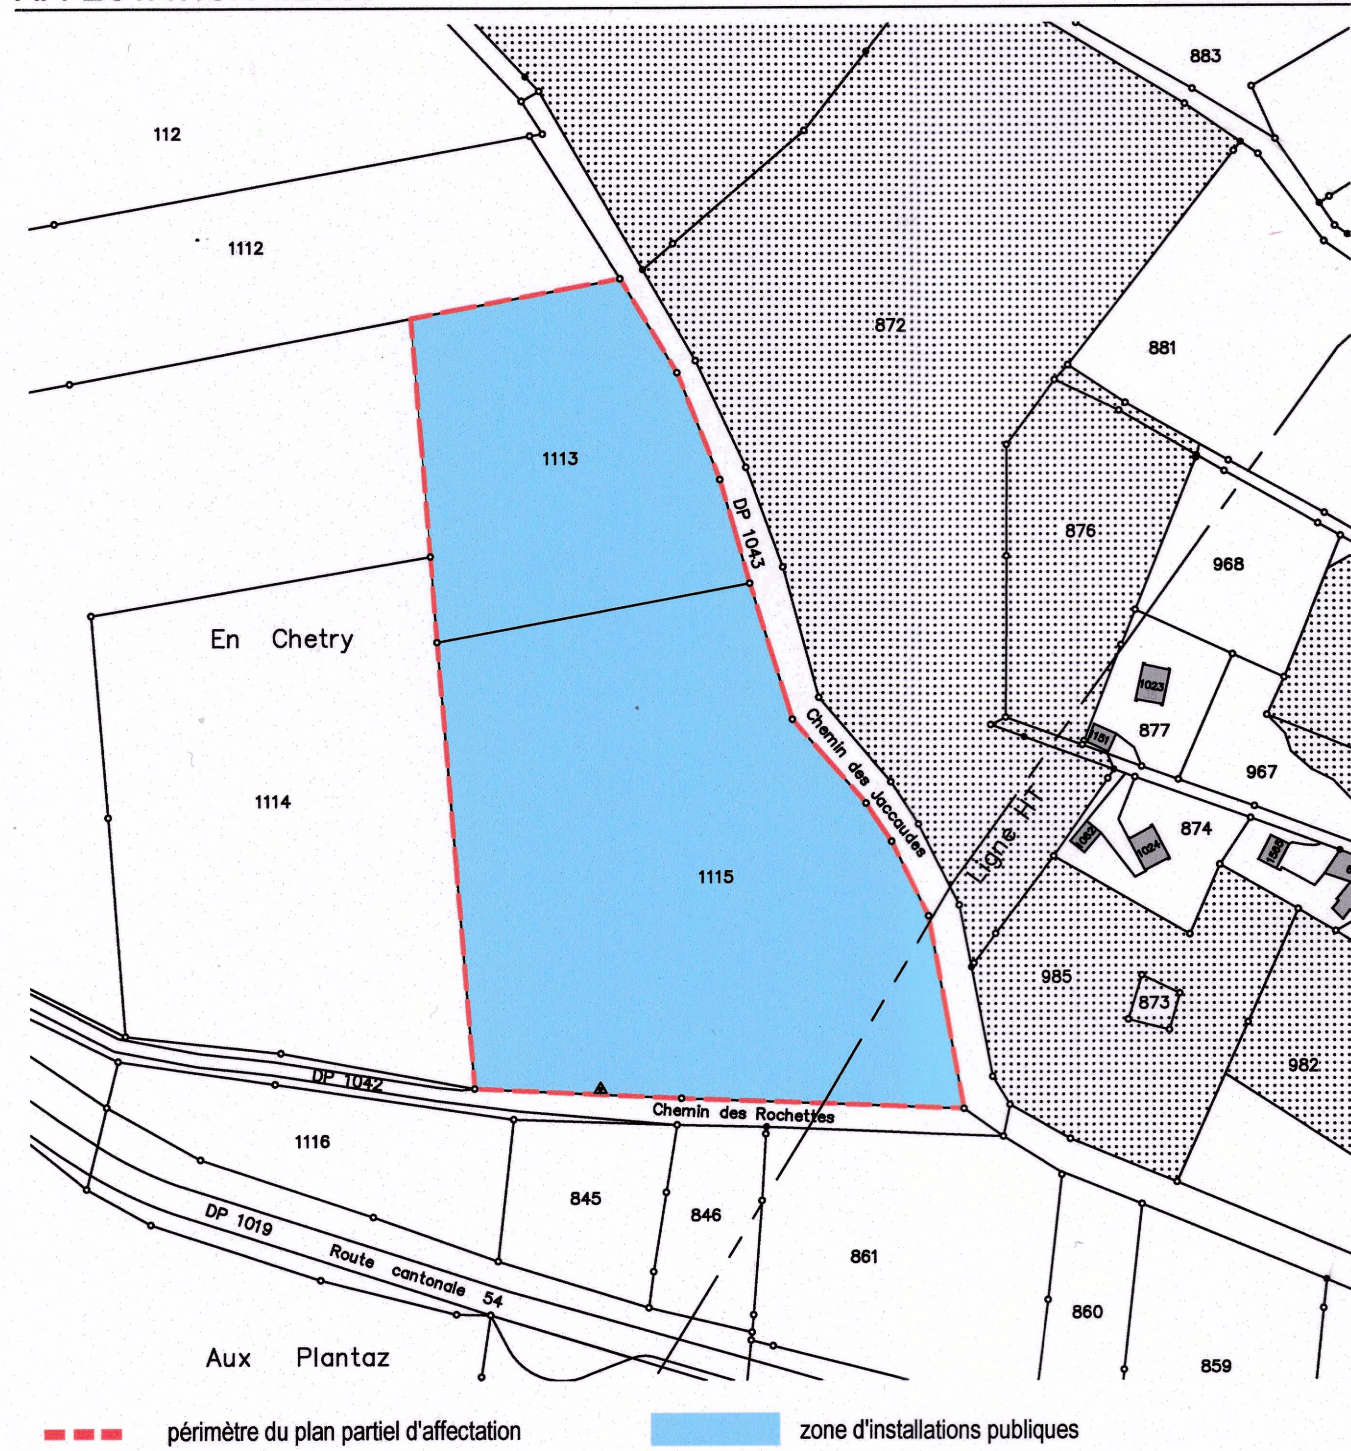 883
112
1112
872
881
1113
DP 1043
876
968
En Chetry
1023
877
151
967
1114
Chemin des Jaccaudes
Ligne HT
1062
1024
874
1115
985
873
982
DP 1042
Chemin des Rochettes
1116
845
846
861
DP 1019
Route cantonale 54
860
859
Aux Plantaz
périmètre du plan partiel d'affectation
zone d'installations publiques